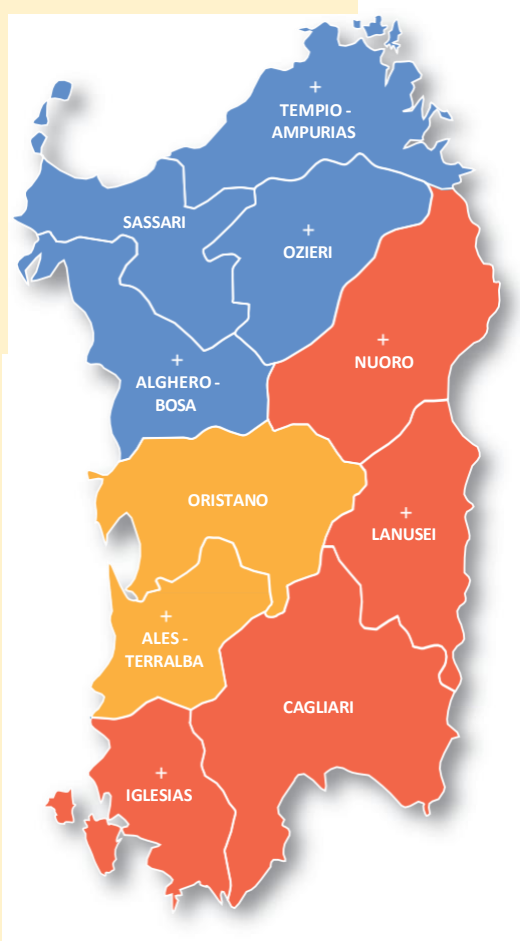 TEMPIO -
AMPURIAS
SASSARI
OZIERI
NUORO
ALGHERO -
BOSA
ORISTANO
LANUSEI
ALES -
TERRALBA
CAGLIARI
IGLESIAS